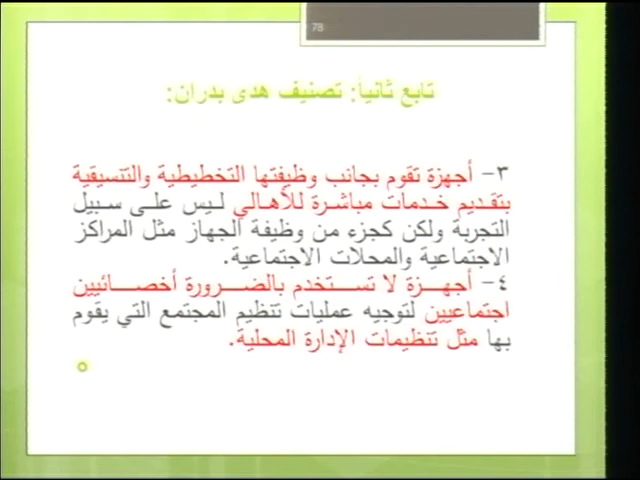 78
تابع ثانياً: تصنيف هدى بدران:
٣- أجهزة تقوم بجانب وظيفتها التخطيطية والتنسيقية
بتقديم خدمات مباشرة للأهالي ليس على سبيل
التجربة ولكن كجزء من وظيفة الجهاز مثل المراكز
الاجتماعية والمحلات الاجتماعية.
٤- أجهزة لا تستخدم بالضرورة أخصائيين
اجتماعيين لتوجيه عمليات تنظيم المجتمع التي يقوم
بها مثل تنظيمات الإدارة المحلية.